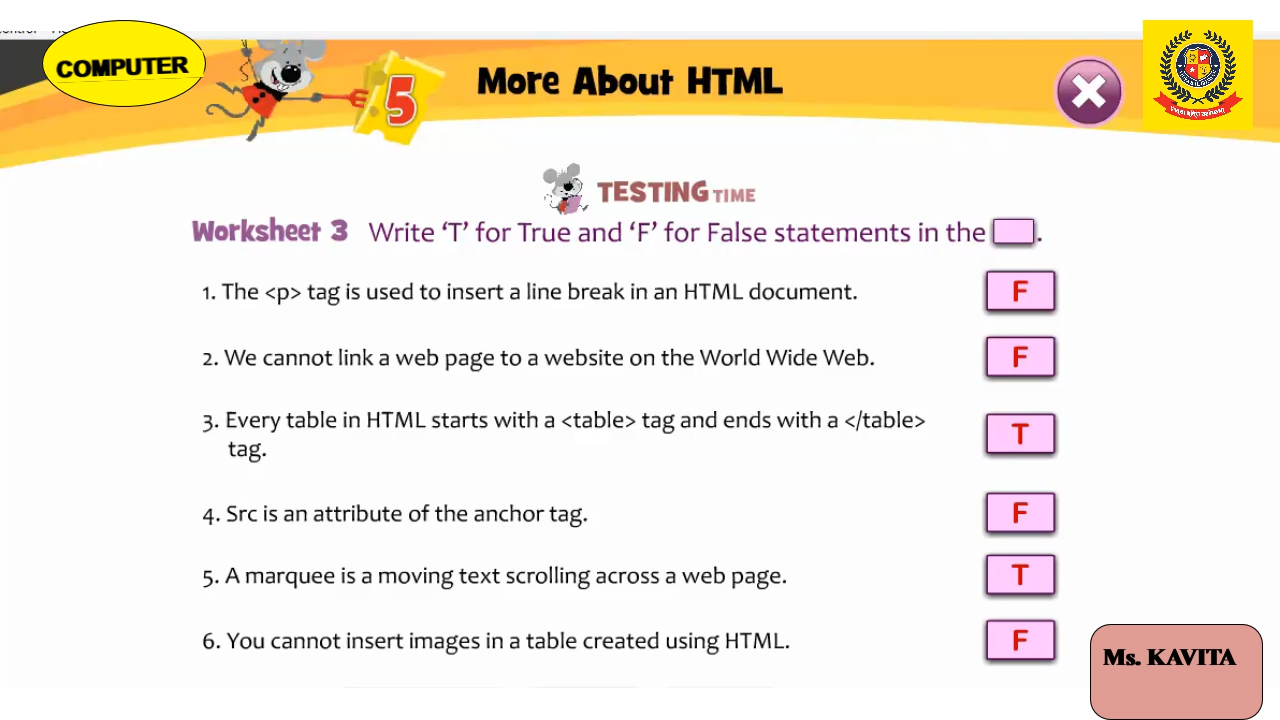 COMPUTER
5
More About HTML
TESTING TIME
Worksheet 3 Write ‘T’ for True and ‘F’ for False statements in the .
1. The <p> tag is used to insert a line break in an HTML document. F
2. We cannot link a web page to a website on the World Wide Web. F
3. Every table in HTML starts with a <table> tag and ends with a </table>
tag. T
4. Src is an attribute of the anchor tag. F
5. A marquee is a moving text scrolling across a web page. T
6. You cannot insert images in a table created using HTML. F
Ms. KAVITA